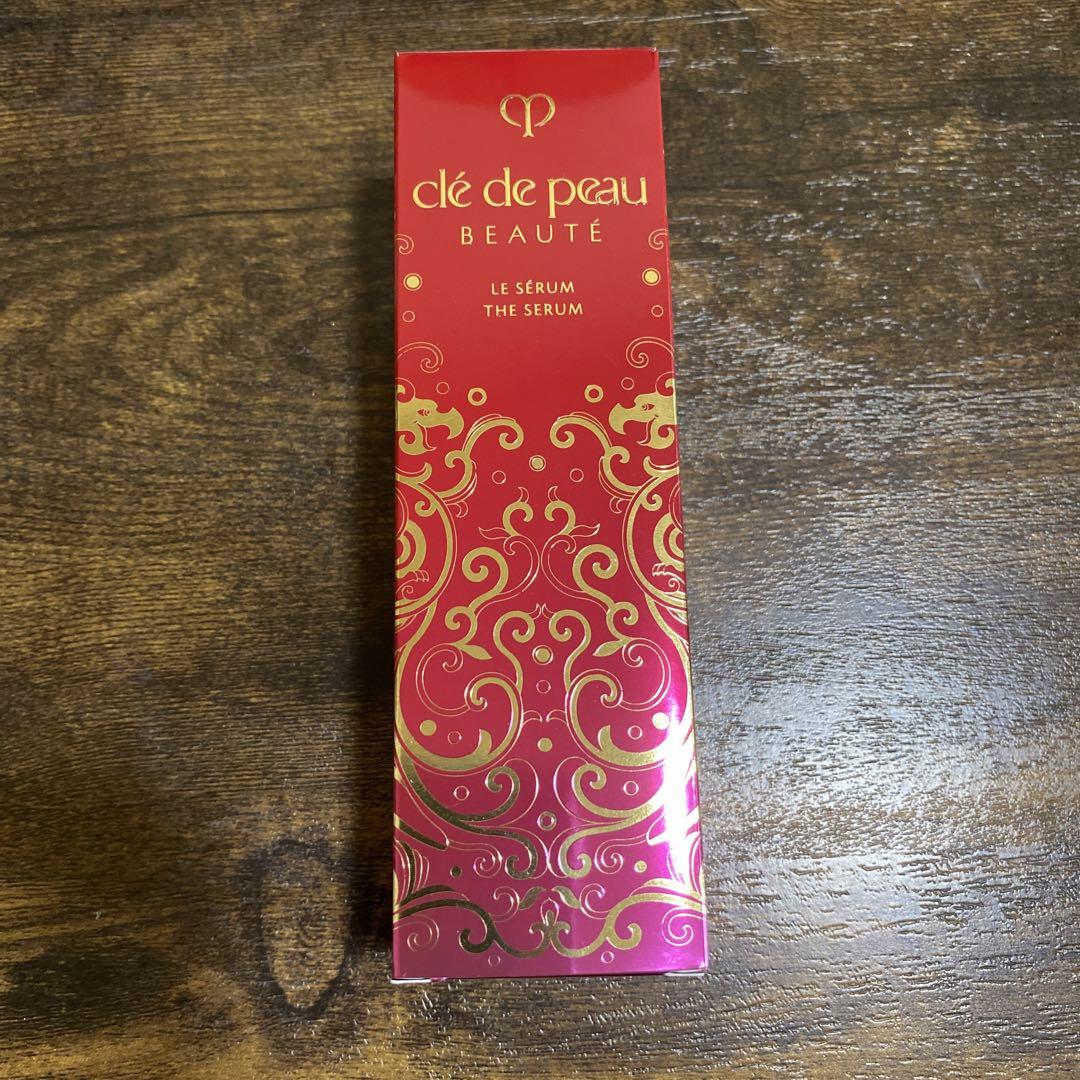 clé de peau
BEAUTÉ
LE SÉRUM
THE SERUM